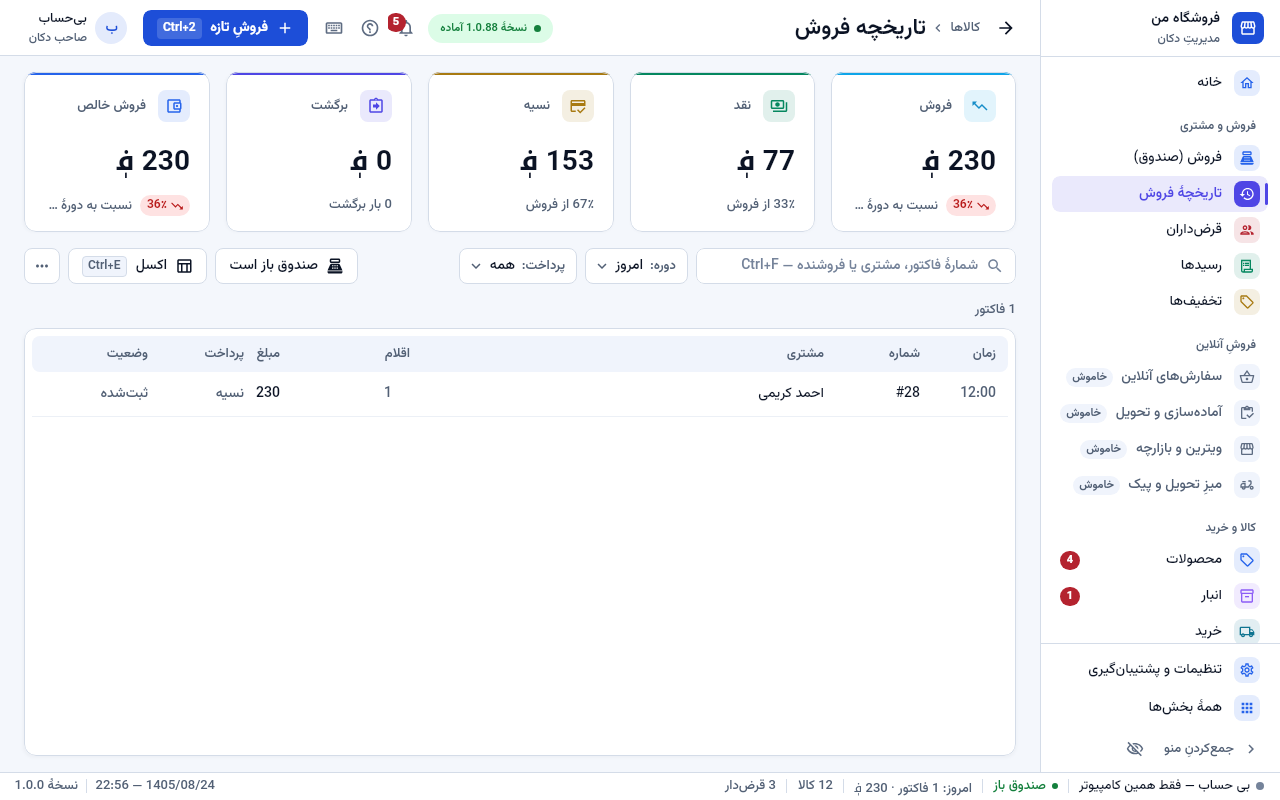 فروشگاه من
مدیریتِ دکان
خانه
فروش و مشتری
فروش (صندوق)
تاریخچهٔ فروش
قرض‌داران
رسیدها
تخفیف‌ها
فروشِ آنلاین
سفارش‌های آنلاین خاموش
آماده‌سازی و تحویل خاموش
ویترین و بازارچه خاموش
میزِ تحویل و پیک خاموش
کالا و خرید
محصولات 4
انبار 1
خرید
تنظیمات و پشتیبان‌گیری
همهٔ بخش‌ها
جمع‌کردنِ منو
کالاها › تاریخچه فروش
نسخهٔ 1.0.88 آماده
5
فروشِ تازه Ctrl+2
ب
بی‌حساب
صاحب دکان
فروش
230 ؋
36٪ نسبت به دورهٔ ...
نقد
77 ؋
33٪ از فروش
نسیه
153 ؋
67٪ از فروش
برگشت
0 ؋
0 بار برگشت
فروش خالص
230 ؋
36٪ نسبت به دورهٔ ...
شمارهٔ فاکتور، مشتری یا فروشنده — Ctrl+F
دوره: امروز
پرداخت: همه
صندوق باز است
اکسل Ctrl+E
1 فاکتور
زمان شماره مشتری اقلام مبلغ پرداخت وضعیت
12:00 #28 احمد کریمی 1 230 نسیه ثبت‌شده
بی حساب — فقط همین کامپیوتر
صندوق باز
امروز: 1 فاکتور · 230 ؋
12 کالا
3 قرض‌دار
1405/08/24 — 22:56
نسخهٔ 1.0.0